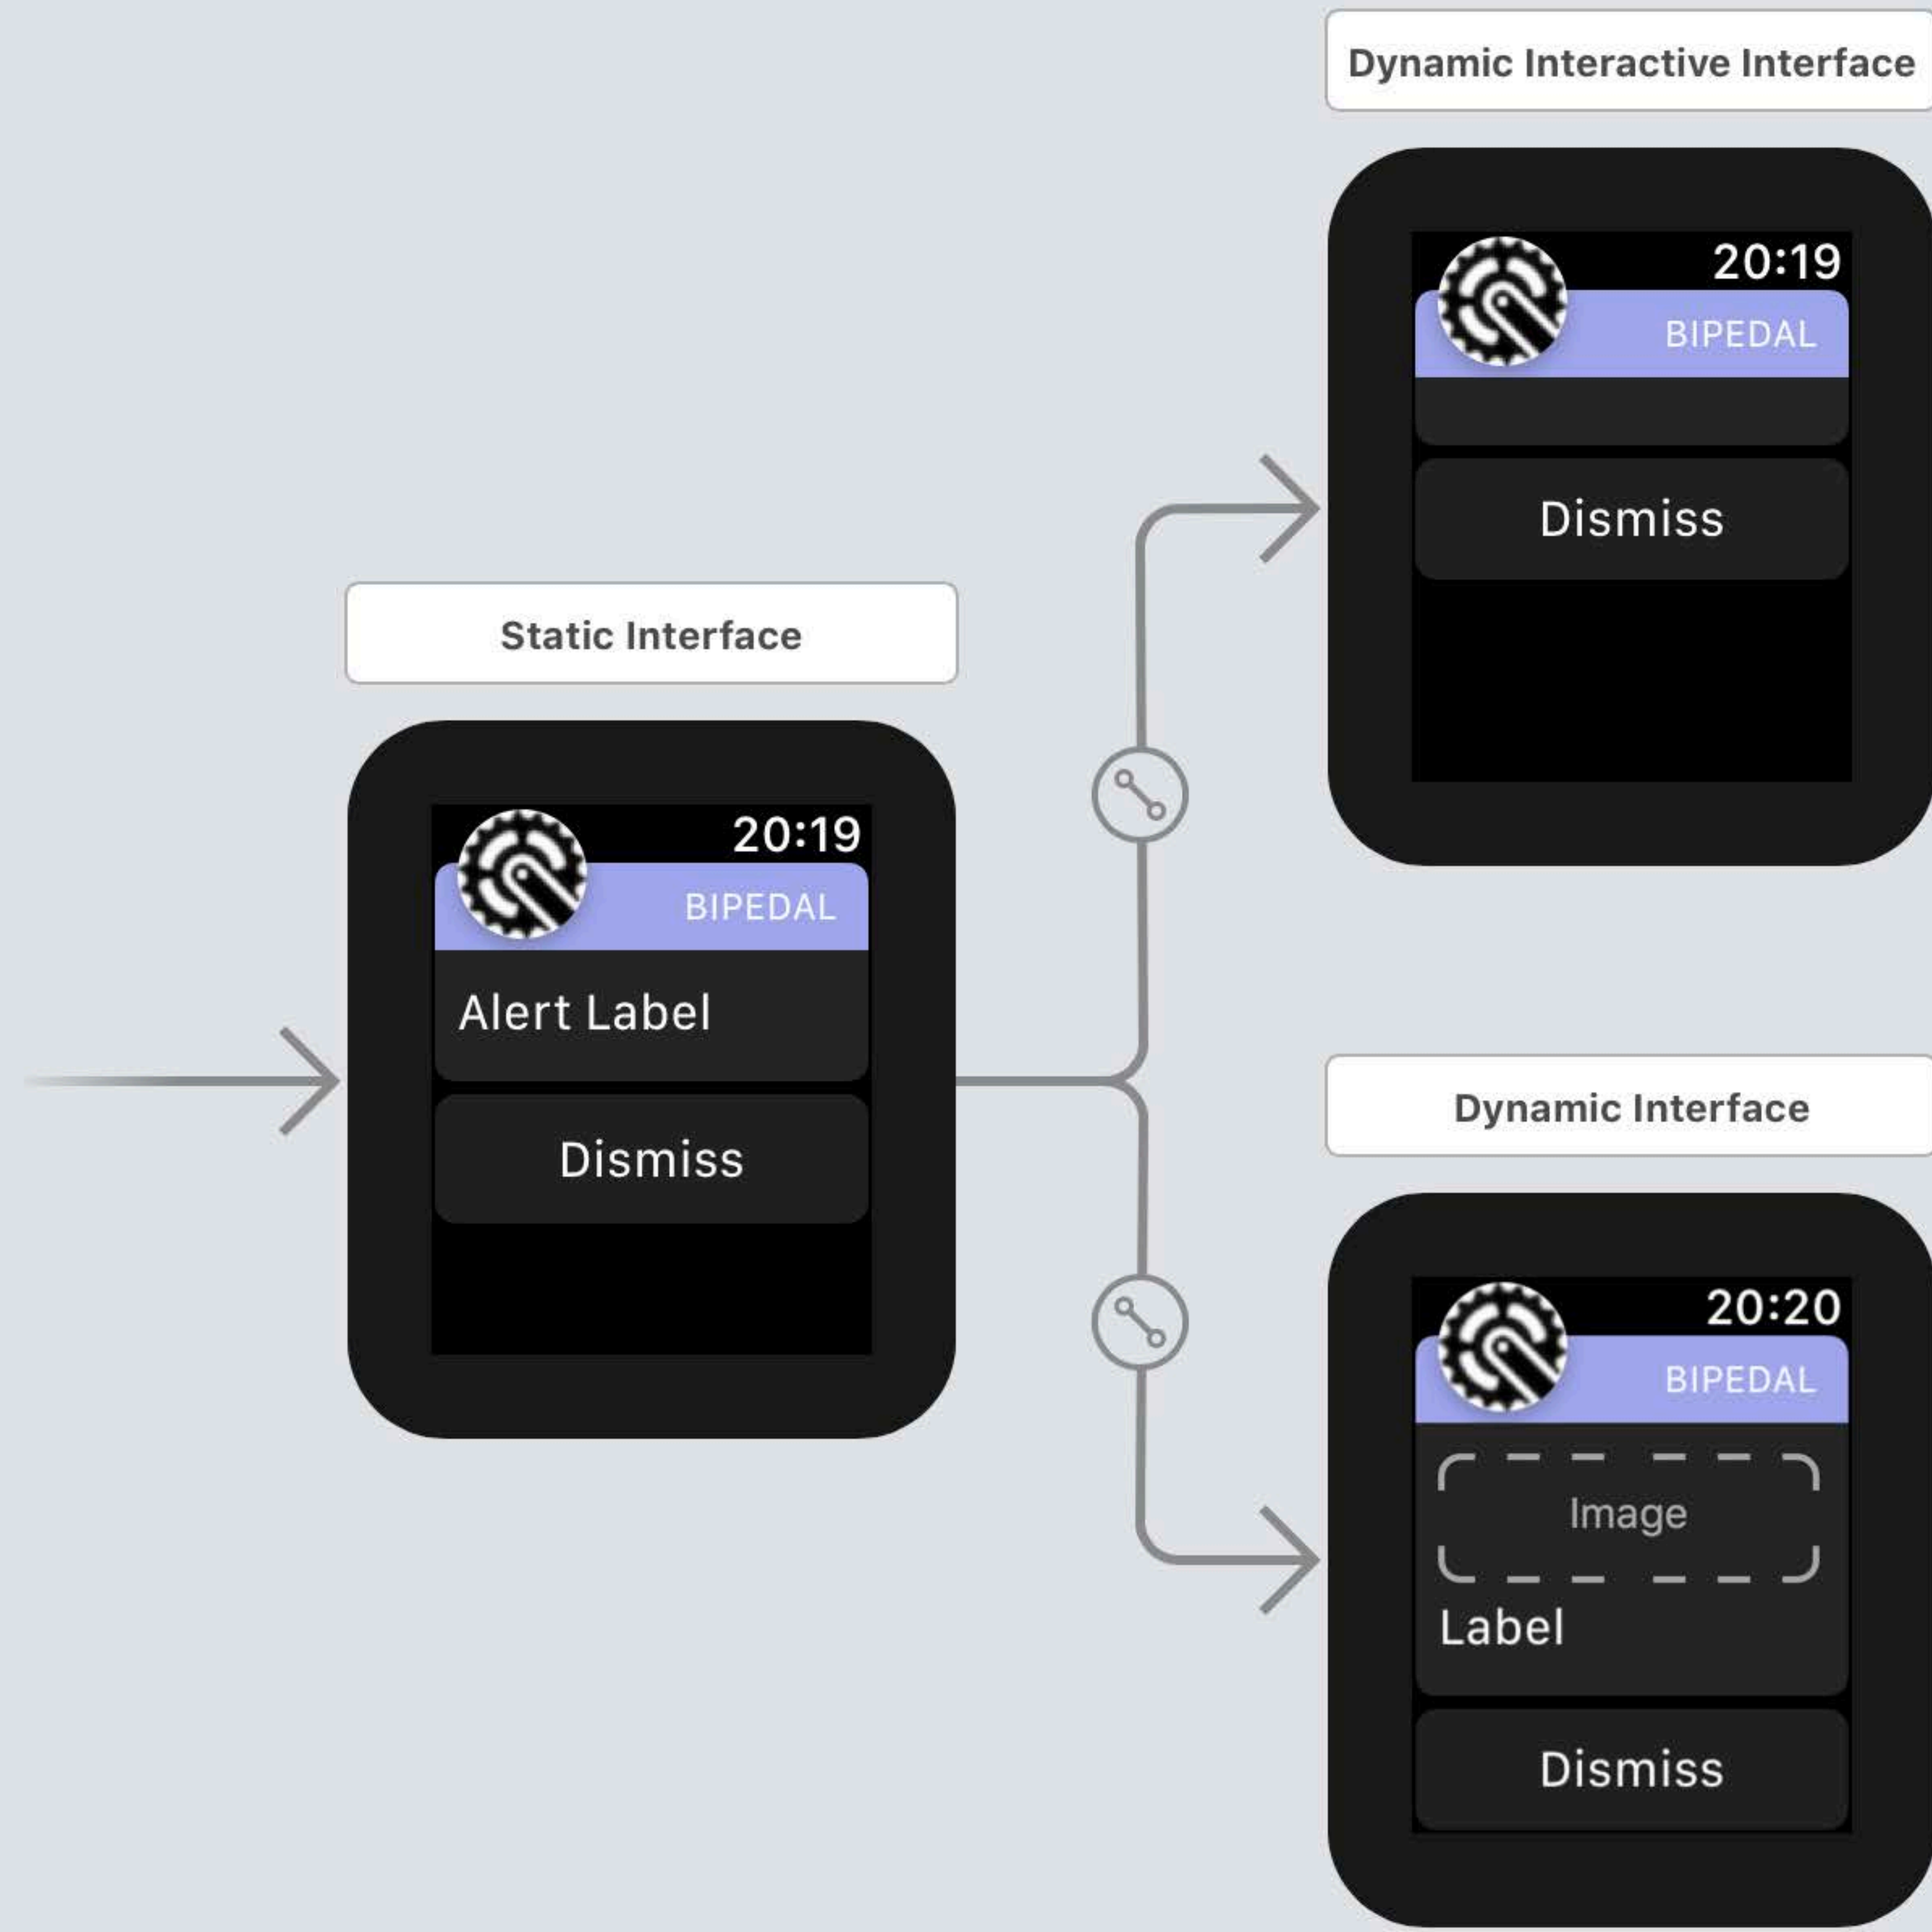 Dynamic Interactive Interface
20:19
BIPEDAL
Dismiss
Static Interface
20:19
BIPEDAL
Alert Label
Dismiss
Dynamic Interface
20:20
BIPEDAL
Image
Label
Dismiss